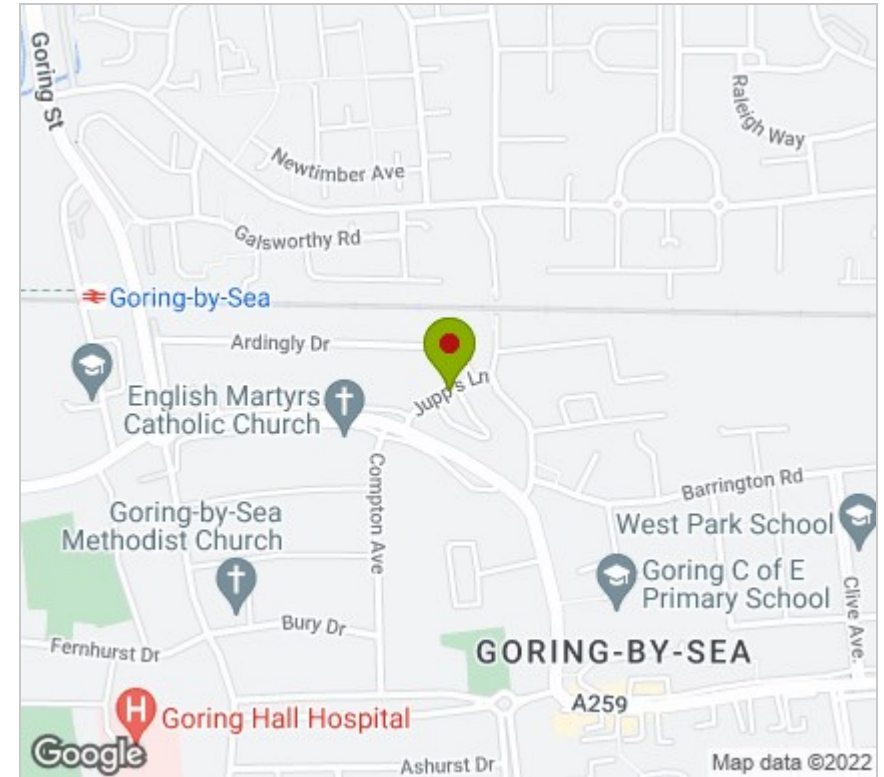 Goring St
Raleigh Way
Newtimber Ave
Galsworthy Rd
Goring-by-Sea
Ardingly Dr
Jupp's Ln
English Martyrs
Catholic Church
Compton Ave
Barrington Rd
Goring-by-Sea
Methodist Church
West Park School
Goring C of E
Primary School
Clive Ave.
Bury Dr
Fernhurst Dr
GORING-BY-SEA
A259
H
Goring Hall Hospital
Ashurst Dr
Google
Map data ©2022